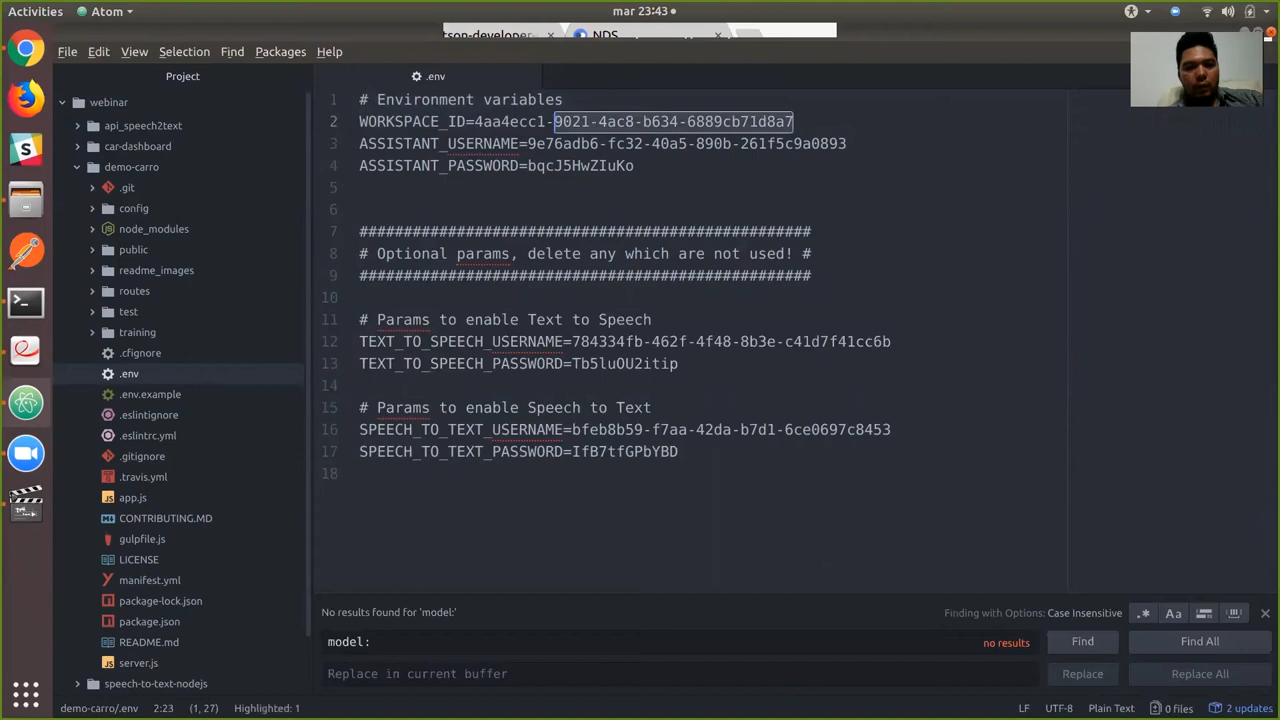 Activities
Atom
mar 23:43
tson-developer-
NDS
File Edit View Selection Find Packages Help
Project
.env
webinar
api_speech2text
car-dashboard
demo-carro
.git
config
node_modules
public
readme_images
routes
test
training
.cfignore
.env
.env.example
.eslintignore
.eslintrc.yml
.gitignore
.travis.yml
app.js
CONTRIBUTING.MD
gulpfile.js
LICENSE
manifest.yml
package-lock.json
package.json
README.md
server.js
speech-to-text-nodejs
1 # Environment variables
2 WORKSPACE_ID=4aa4ecc1-9021-4ac8-b634-6889cb71d8a7
3 ASSISTANT_USERNAME=9e76adb6-fc32-40a5-890b-261f5c9a0893
4 ASSISTANT_PASSWORD=bqcJ5HwZIuKo
5
6
7 ###################################################
8 # Optional params, delete any which are not used! #
9 ###################################################
10
11 # Params to enable Text to Speech
12 TEXT_TO_SPEECH_USERNAME=784334fb-462f-4f48-8b3e-c41d7f41cc6b
13 TEXT_TO_SPEECH_PASSWORD=Tb5luOU2itip
14
15 # Params to enable Speech to Text
16 SPEECH_TO_TEXT_USERNAME=bfeb8b59-f7aa-42da-b7d1-6ce0697c8453
17 SPEECH_TO_TEXT_PASSWORD=IfB7tfGPbYBD
18
No results found for 'model:'
Finding with Options: Case Insensitive
.* Aa
model:
no results
Find
Find All
Replace in current buffer
Replace
Replace All
demo-carro/.env 2:23 (1, 27) Highlighted: 1
LF UTF-8 Plain Text 0 files 2 updates